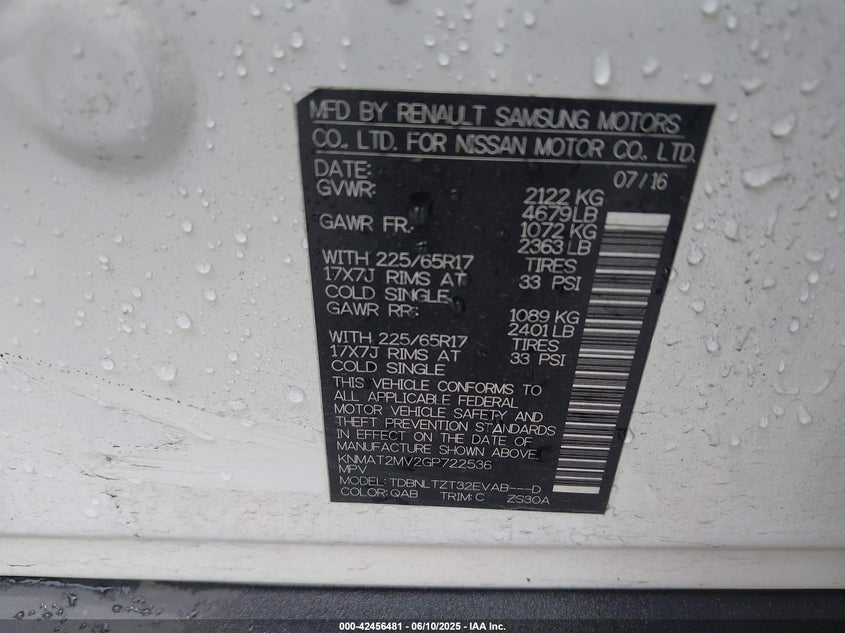 MFD BY RENAULT SAMSUNG MOTORS
CO., LTD. FOR NISSAN MOTOR CO., LTD.
DATE: 07/16
GVWR: 2122 KG
4679LB
GAWR FR: 1072 KG
2363 LB
WITH 225/65R17 TIRES
17X7J RIMS AT 33 PSI
COLD SINGLE
GAWR RR: 1089 KG
2401 LB
WITH 225/65R17 TIRES
17X7J RIMS AT 33 PSI
COLD SINGLE
THIS VEHICLE CONFORMS TO
ALL APPLICABLE FEDERAL
MOTOR VEHICLE SAFETY AND
THEFT PREVENTION STANDARDS
IN EFFECT ON THE DATE OF
MANUFACTURE SHOWN ABOVE.
KNMAT2MV2GP722536
MPV
MODEL: TDBNLTZT32EVAB---D
COLOR: QAB TRIM: C ZS30A
000-42456481 - 06/10/2025 - IAA Inc.